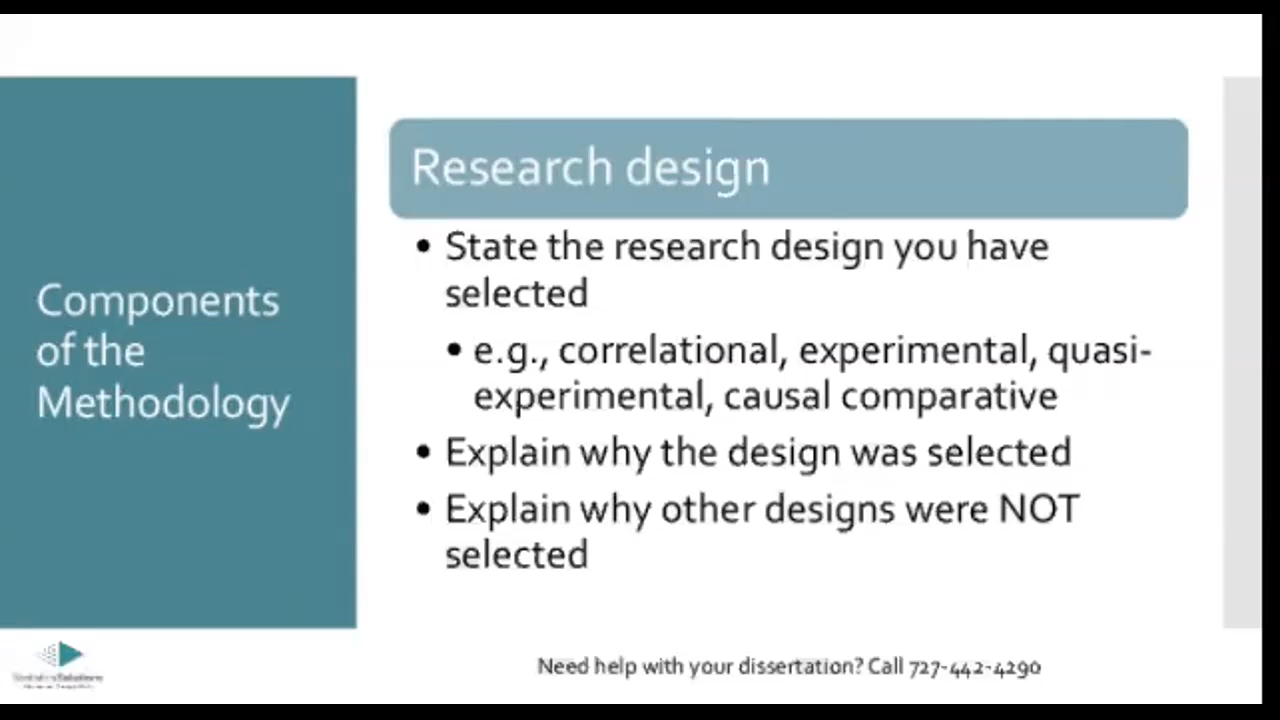 Components
of the
Methodology
Research design
• State the research design you have
selected
• e.g., correlational, experimental, quasi-
experimental, causal comparative
• Explain why the design was selected
• Explain why other designs were NOT
selected
StatisticsSolutions
Need help with your dissertation? Call 727-442-4290